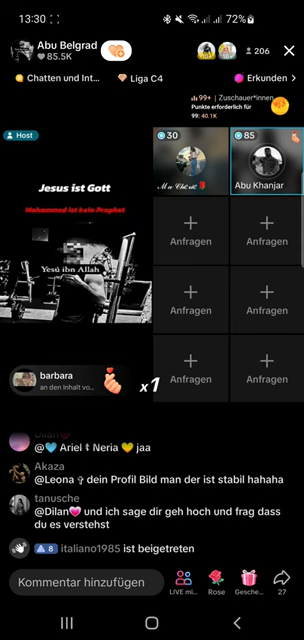 13:30
72%
Abu Belgrad
85.5K
206
Chatten und Int...
Liga C4
Erkunden >
99+ | Zuschauer*innen
Punkte erforderlich für
99: 40.1K
Host
30
85
Abu Khanjar
Jesus ist Gott
Mohammed ist kein Prophet
Yesú ibn Allah
Anfragen
Anfragen
Anfragen
Anfragen
Anfragen
Anfragen
barbara
an den Inhalt vo...
x1
Dilan
@🩵 Ariel ⚕ Neria 💛 jaa
Akaza
@Leona ✞ dein Profil Bild man der ist stabil hahaha
tanusche
@Dilan💗 und ich sage dir geh hoch und frag dass
du es verstehst
8 italiano1985 ist beigetreten
Kommentar hinzufügen
LIVE mi...
Rose
Gesche...
27